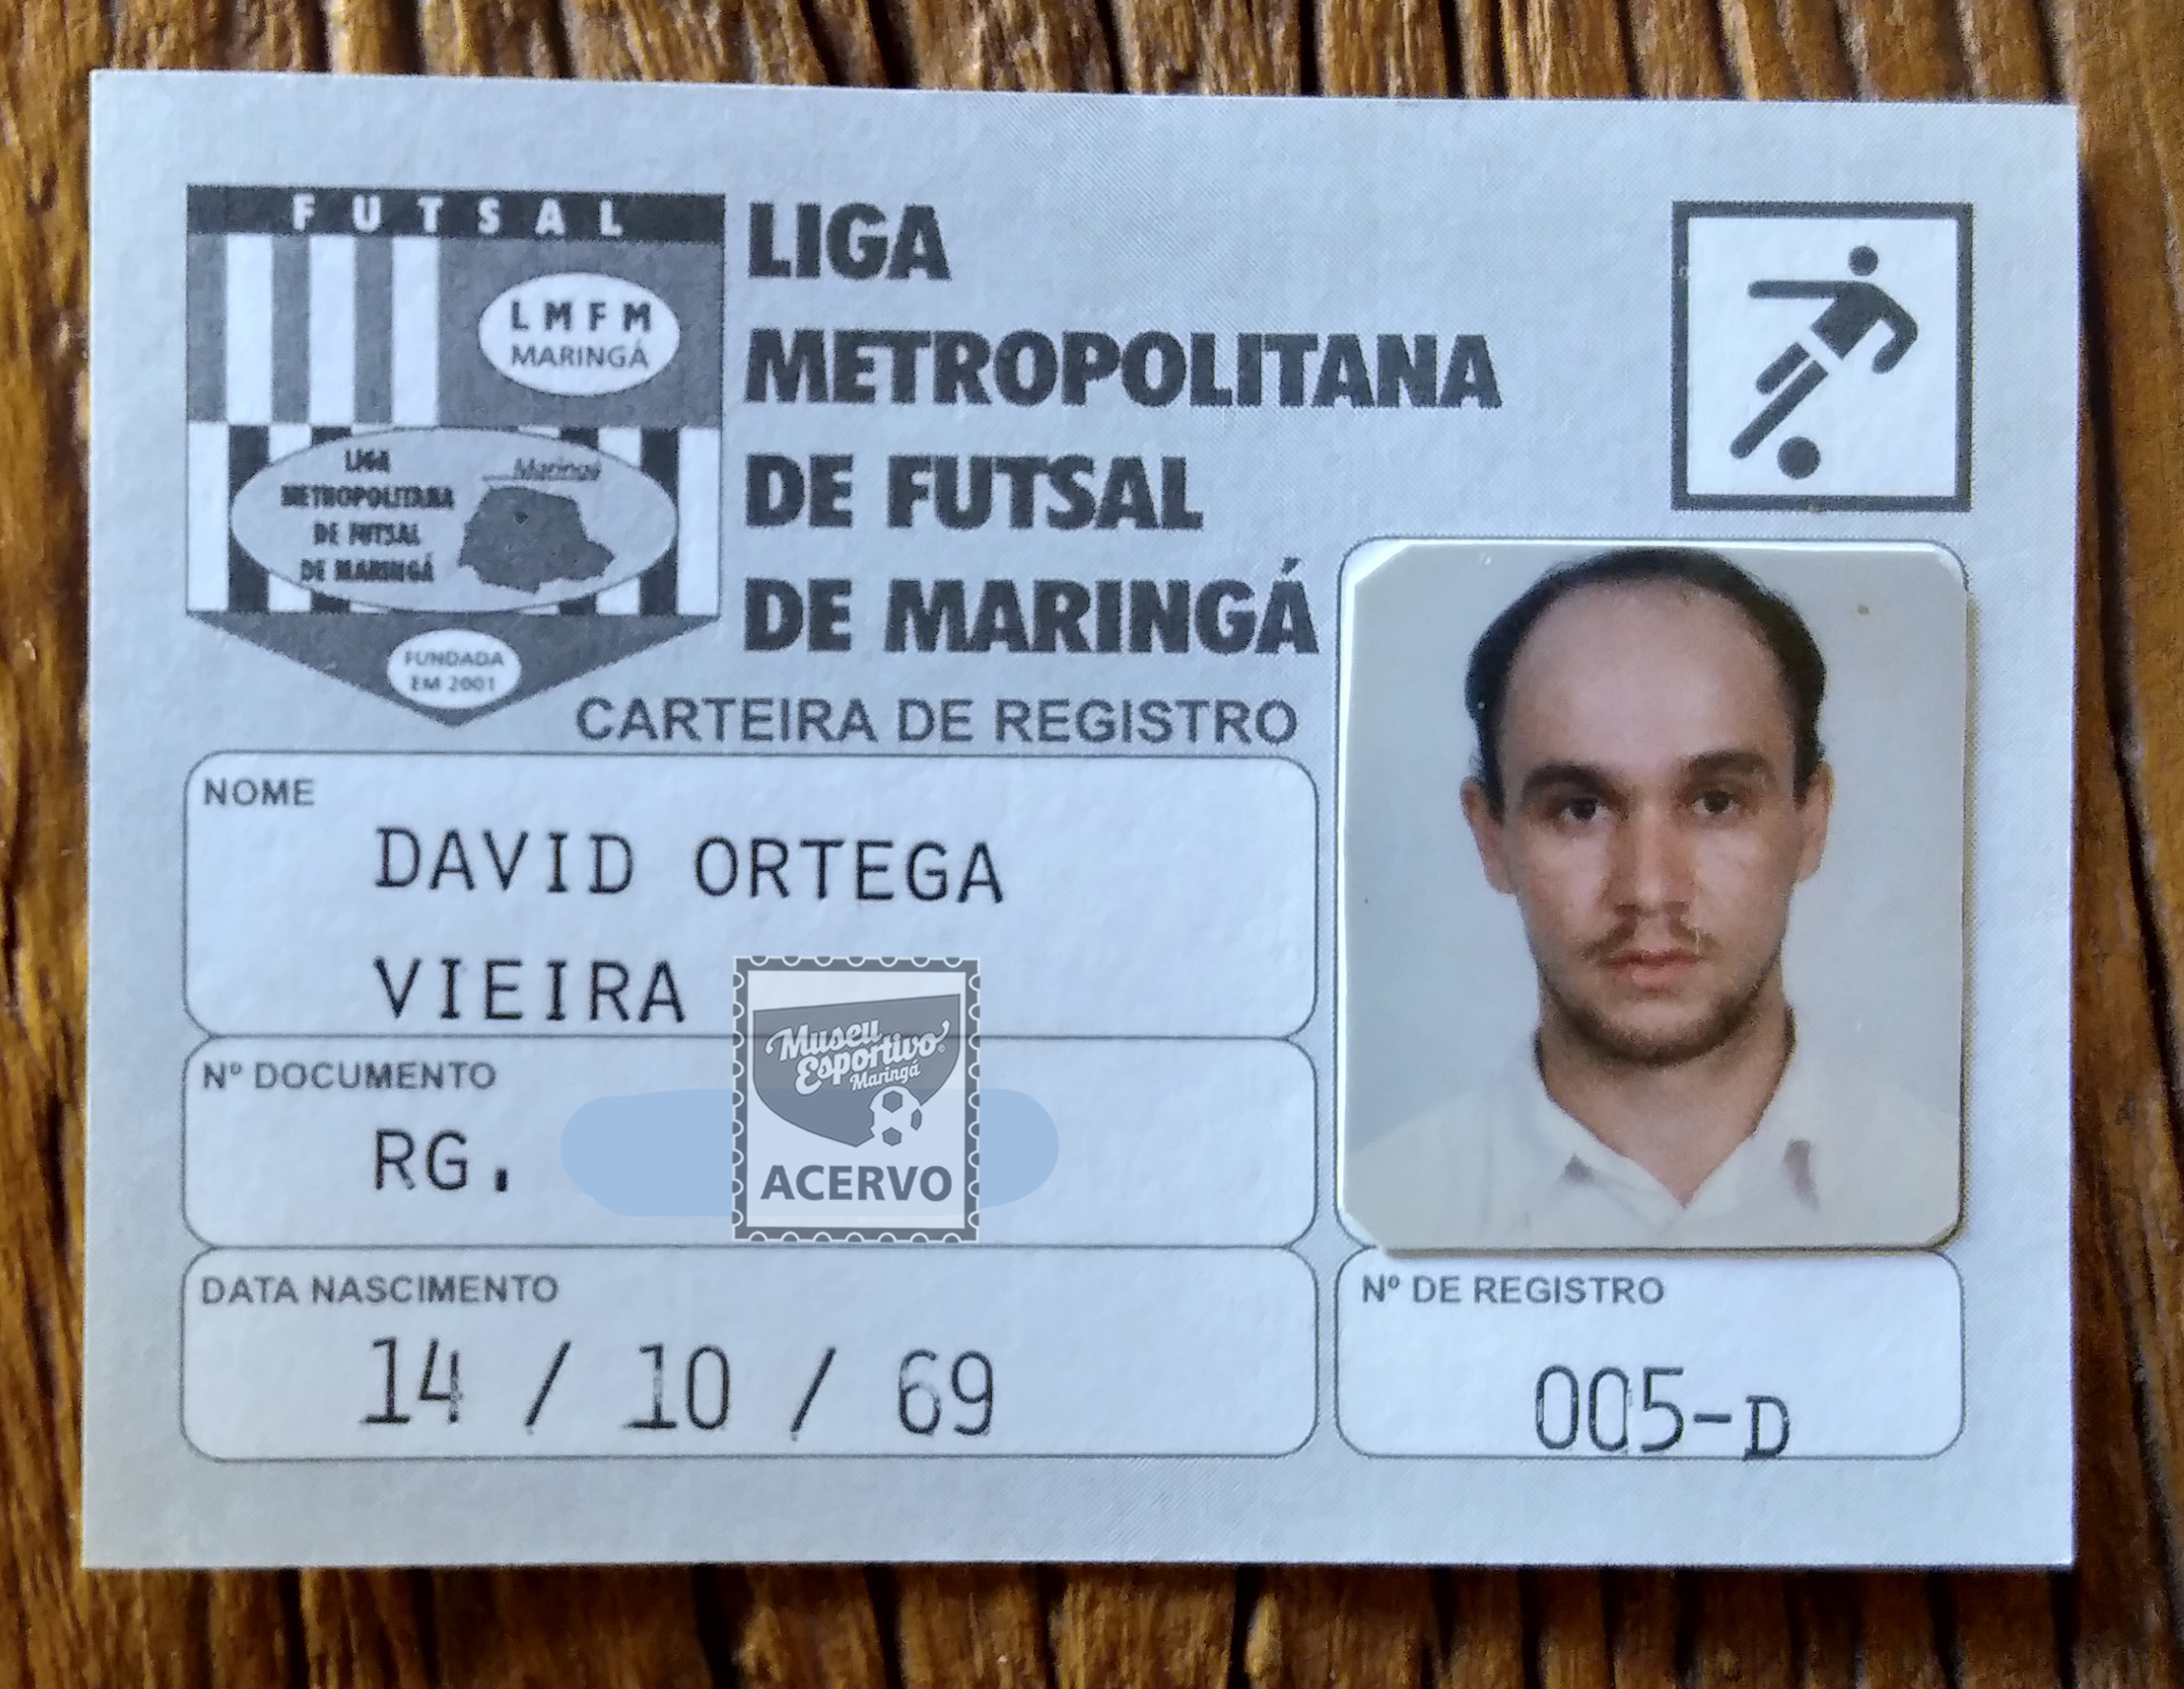 FUTSAL
LMFM
MARINGÁ
LIGA
METROPOLITANA
DE FUTSAL
DE MARINGÁ
Maringá
FUNDADA
EM 2001
LIGA
METROPOLITANA
DE FUTSAL
DE MARINGÁ
CARTEIRA DE REGISTRO
NOME
DAVID ORTEGA
VIEIRA
Nº DOCUMENTO
RG.
Museu
Esportivo
Maringá
ACERVO
DATA NASCIMENTO
14 / 10 / 69
Nº DE REGISTRO
005-D